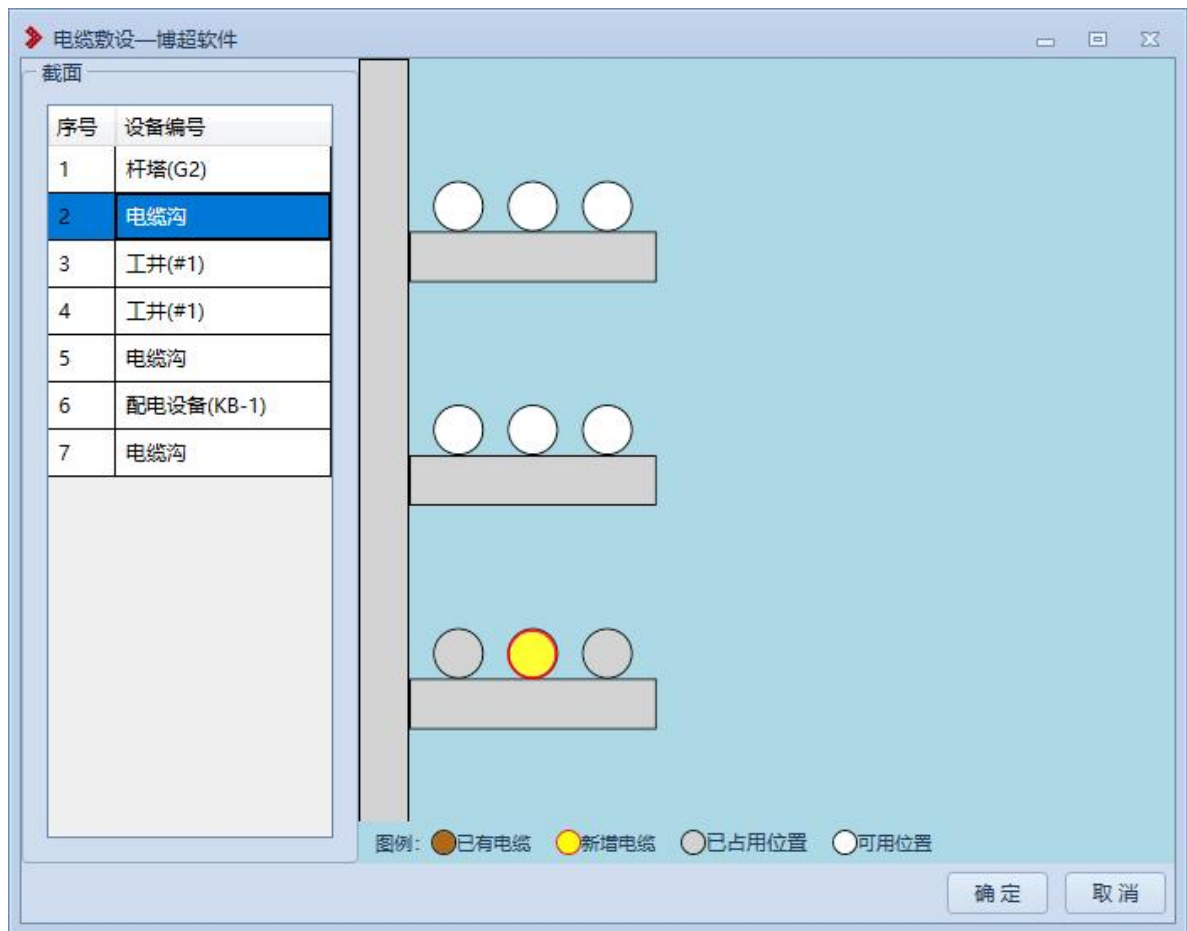 电缆敷设—博超软件
截面
序号 设备编号
1 杆塔(G2)
2 电缆沟
3 工井(#1)
4 工井(#1)
5 电缆沟
6 配电设备(KB-1)
7 电缆沟
图例: 已有电缆 新增电缆 已占用位置 可用位置
确定 取消